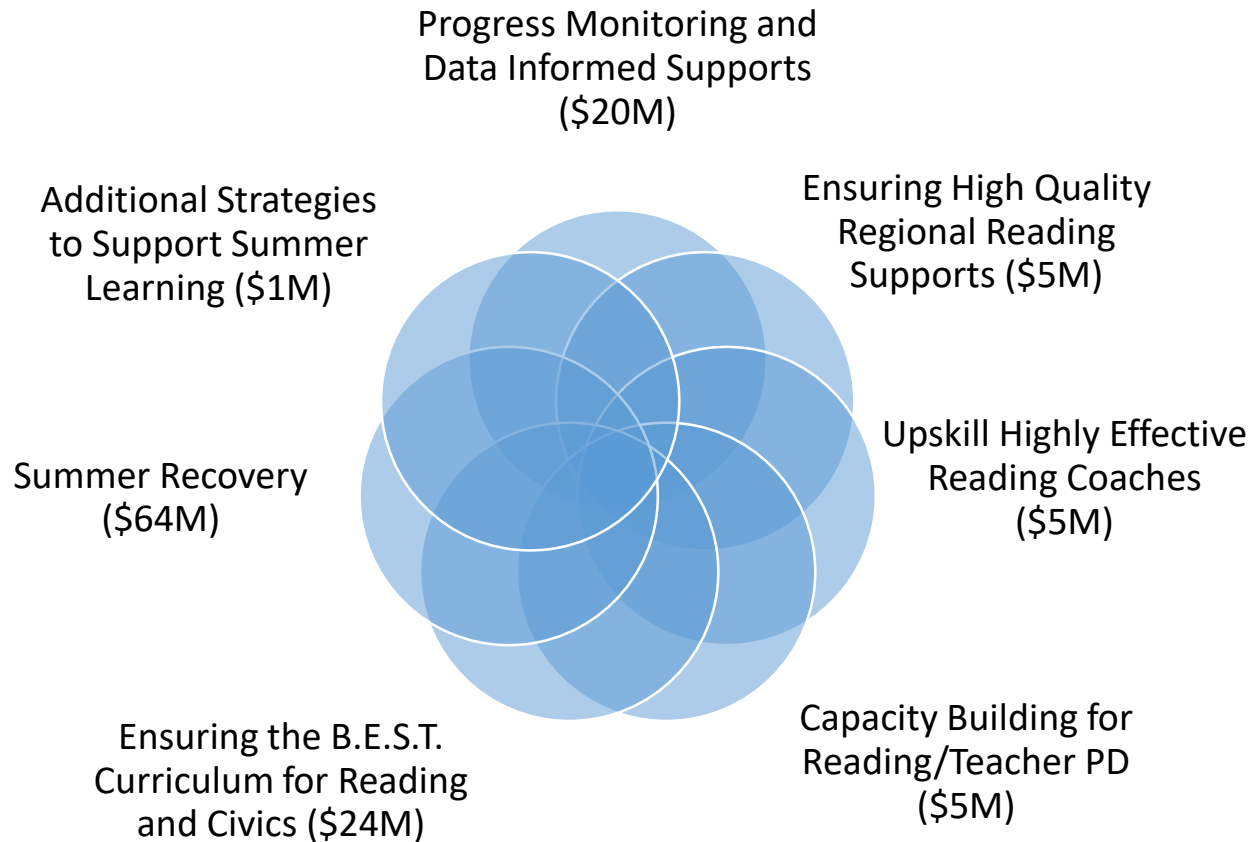 Progress Monitoring and
Data Informed Supports
($20M)
Ensuring High Quality
Regional Reading
Supports ($5M)
Upskill Highly Effective
Reading Coaches
($5M)
Capacity Building for
Reading/Teacher PD
($5M)
Ensuring the B.E.S.T.
Curriculum for Reading
and Civics ($24M)
Summer Recovery
($64M)
Additional Strategies
to Support Summer
Learning ($1M)